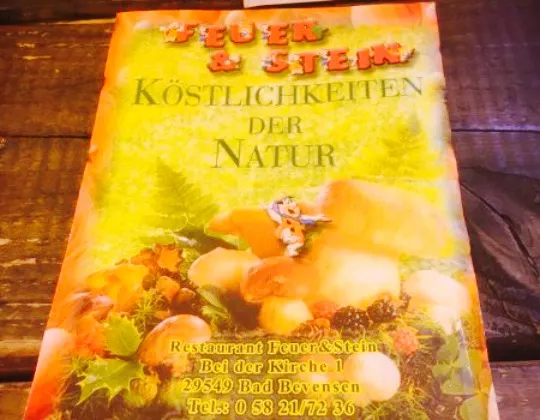 FEUER
& STEIN
KÖSTLICHKEITEN
DER
NATUR
Restaurant Feuer&Stein
Bei der Kirche 1
29549 Bad Bevensen
Tel.: 0 58 21/72 36